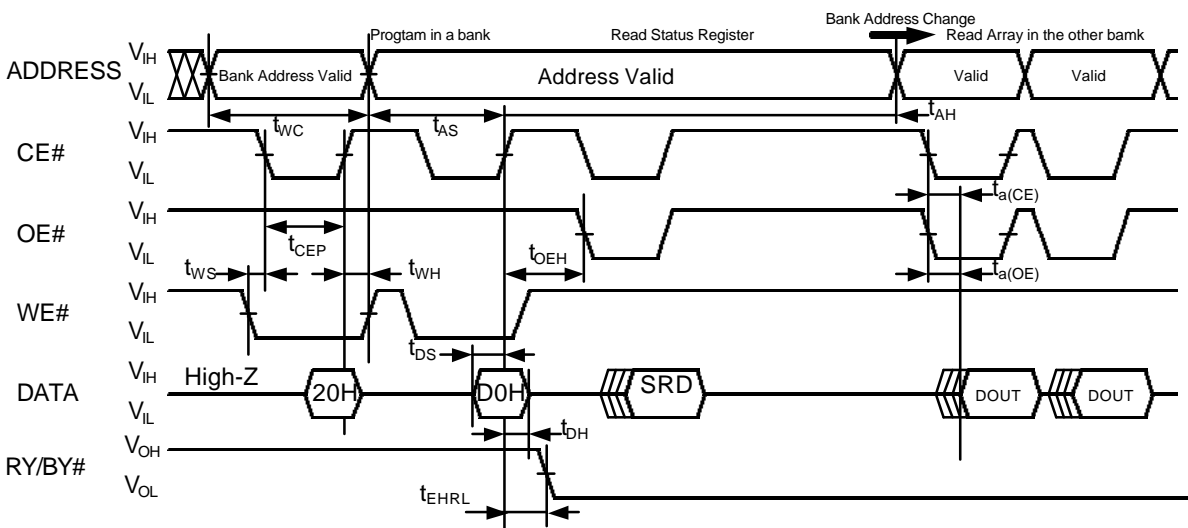 Bank Address Change
Progtam in a bank Read Status Register Read Array in the other bamk
ADDRESS VIH VIL Bank Address Valid Address Valid Valid Valid
tWC tAS tAH
CE# VIH VIL
ta(CE)
OE# VIH VIL
tCEP tOEH
tWS tWH ta(OE)
WE# VIH VIL
tDS
DATA VIH VIL High-Z 20H D0H SRD DOUT DOUT
tDH
RY/BY# VOH VOL
tEHRL